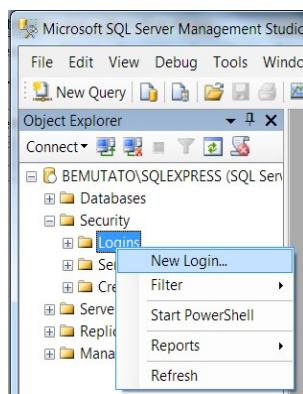 Microsoft SQL Server Management Studio
File Edit View Debug Tools
New Query
Object Explorer
Connect
BEMUTATO\SQLEXPRESS (SQL
Databases
Security
Logins
New Login...
Filter
Start PowerShell
Reports
Refresh